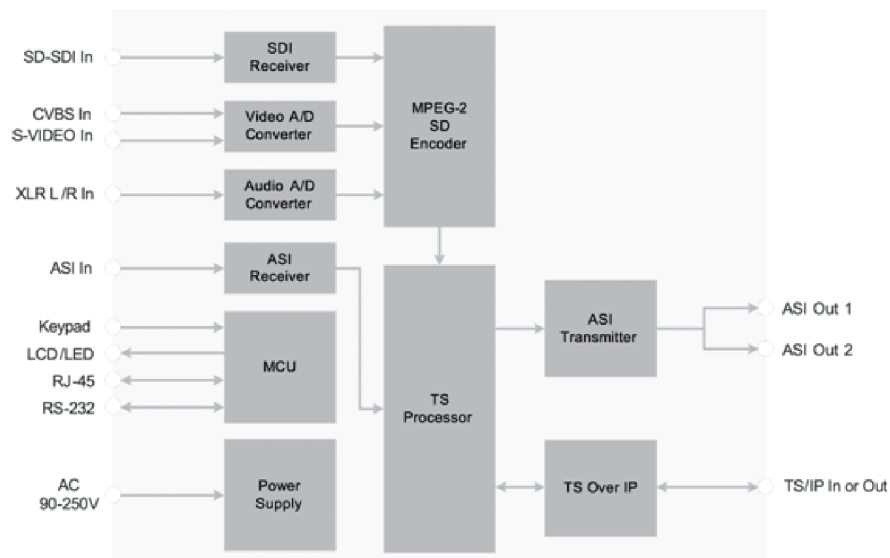 SD-SDI In
SDI
Receiver
CVBS In
S-VIDEO In
Video A/D
Converter
MPEG-2
SD
Encoder
XLR L /R In
Audio A/D
Converter
ASI In
ASI
Receiver
Keypad
LCD/LED
RJ-45
RS-232
MCU
TS
Processor
ASI
Transmitter
ASI Out 1
ASI Out 2
AC
90-250V
Power
Supply
TS Over IP
TS/IP In or Out